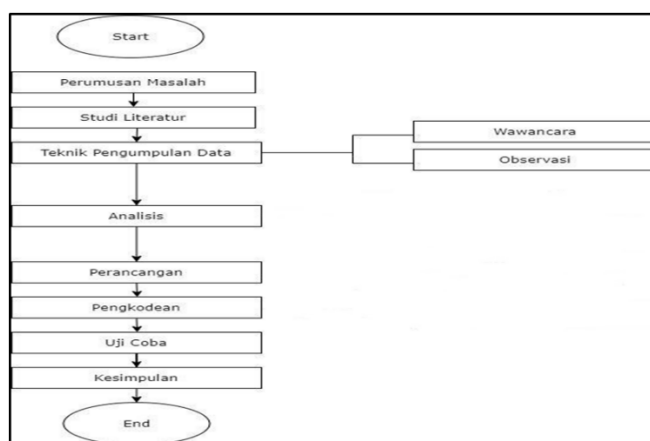 Start
Perumusan Masalah
Studi Literatur
Teknik Pengumpulan Data
Wawancara
Observasi
Analisis
Perancangan
Pengkodean
Uji Coba
Kesimpulan
End